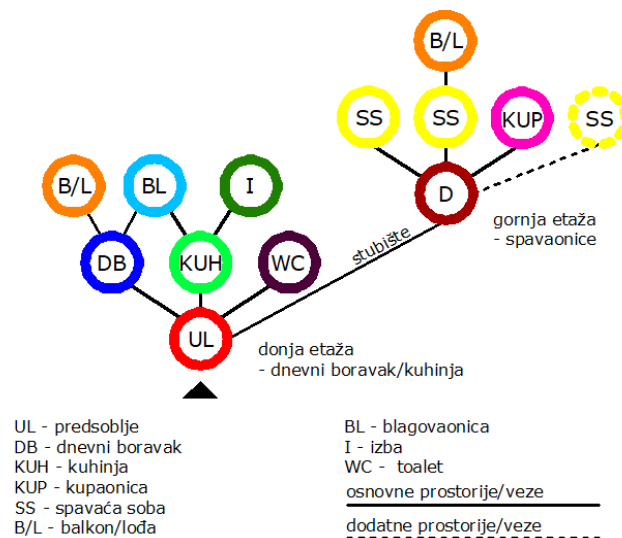 B/L
SS
SS
KUP
SS
D
B/L
BL
I
DB
KUH
WC
UL
stubište
gornja etaža
- spavaonice
donja etaža
- dnevni boravak/kuhinja
UL - predsoblje
DB - dnevni boravak
KUH - kuhinja
KUP - kupaonica
SS - spavaća soba
B/L - balkon/lođa
BL - blagovaonica
I - izba
WC - toalet
osnovne prostorije/veze
dodatne prostorije/veze